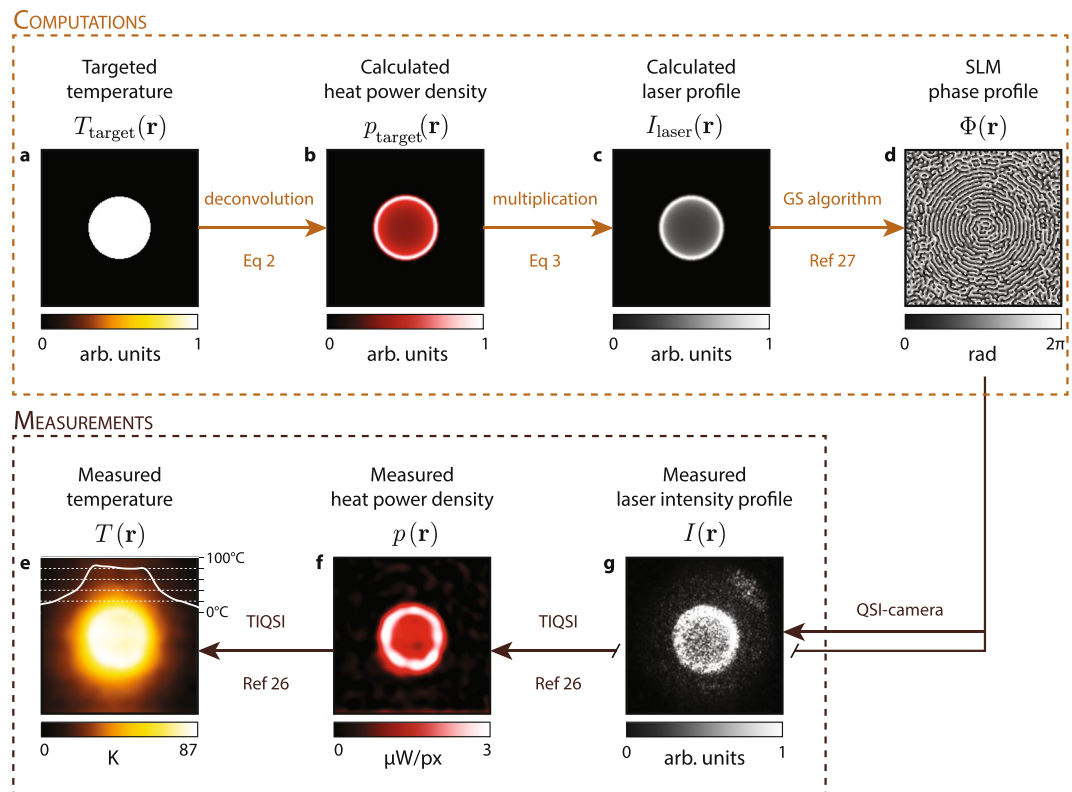 COMPUTATIONS
Targeted
temperature
T_target(r)
Calculated
heat power density
p_target(r)
Calculated
laser profile
I_laser(r)
SLM
phase profile
Φ(r)
a
b
c
d
deconvolution
Eq 2
multiplication
Eq 3
GS algorithm
Ref 27
0 1
arb. units
0 1
arb. units
0 1
arb. units
0 2π
rad
MEASUREMENTS
Measured
temperature
T(r)
Measured
heat power density
p(r)
Measured
laser intensity profile
I(r)
e
100°C
0°C
f
g
TIQSI
Ref 26
TIQSI
Ref 26
QSI-camera
0 87
K
0 3
μW/px
0 1
arb. units